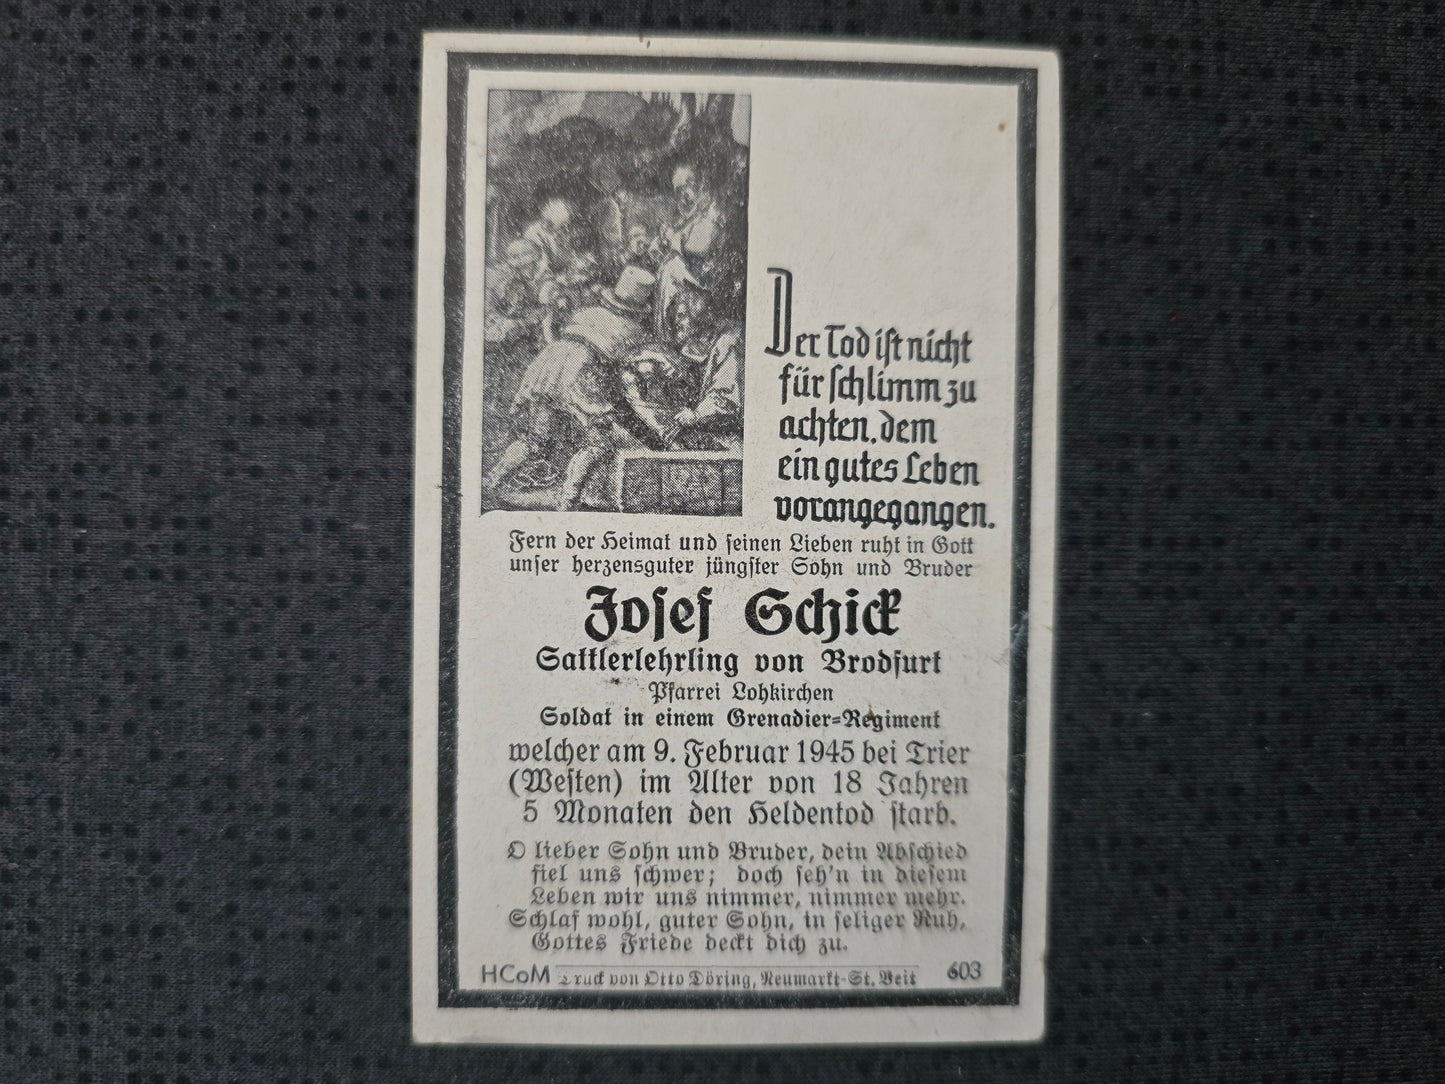 Der Tod ist nicht
für schlimm zu
achten, dem
ein gutes Leben
vorangegangen.
Fern der Heimat und seinen Lieben ruht in Gott
unser herzensguter jüngster Sohn und Bruder
Josef Schick
Sattlerlehrling von Brodfurt
Pfarrei Lohkirchen
Soldat in einem Grenadier-Regiment
welcher am 9. Februar 1945 bei Trier
(Westen) im Alter von 18 Jahren
5 Monaten den Heldentod starb.
O lieber Sohn und Bruder, dein Abschied
fiel uns schwer; doch seh'n in diesem
Leben wir uns nimmer, nimmer mehr.
Schlaf wohl, guter Sohn, in seliger Ruh,
Gottes Friede deckt dich zu.
HCoM Druck von Otto Döring, Neumarkt-St. Veit 603